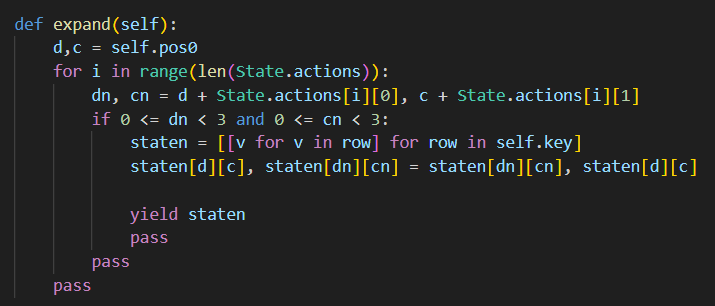 def expand(self):
    d,c = self.pos0
    for i in range(len(State.actions)):
        dn, cn = d + State.actions[i][0], c + State.actions[i][1]
        if 0 <= dn < 3 and 0 <= cn < 3:
            staten = [[v for v in row] for row in self.key]
            staten[d][c], staten[dn][cn] = staten[dn][cn], staten[d][c]

            yield staten
            pass
        pass
    pass